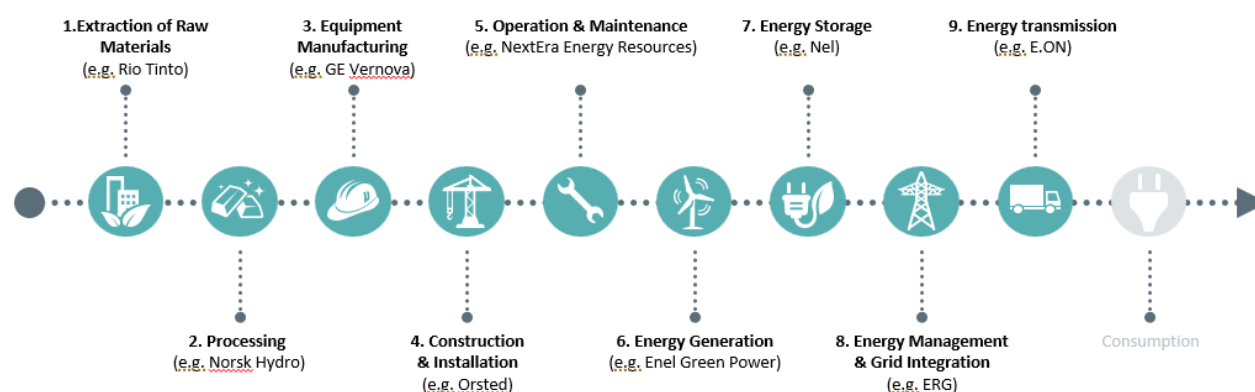 1.Extraction of Raw
Materials
(e.g. Rio Tinto)
3. Equipment
Manufacturing
(e.g. GE Vernova)
5. Operation & Maintenance
(e.g. NextEra Energy Resources)
7. Energy Storage
(e.g. Nel)
9. Energy transmission
(e.g. E.ON)
2. Processing
(e.g. Norsk Hydro)
4. Construction
& Installation
(e.g. Orsted)
6. Energy Generation
(e.g. Enel Green Power)
8. Energy Management
& Grid Integration
(e.g. ERG)
Consumption